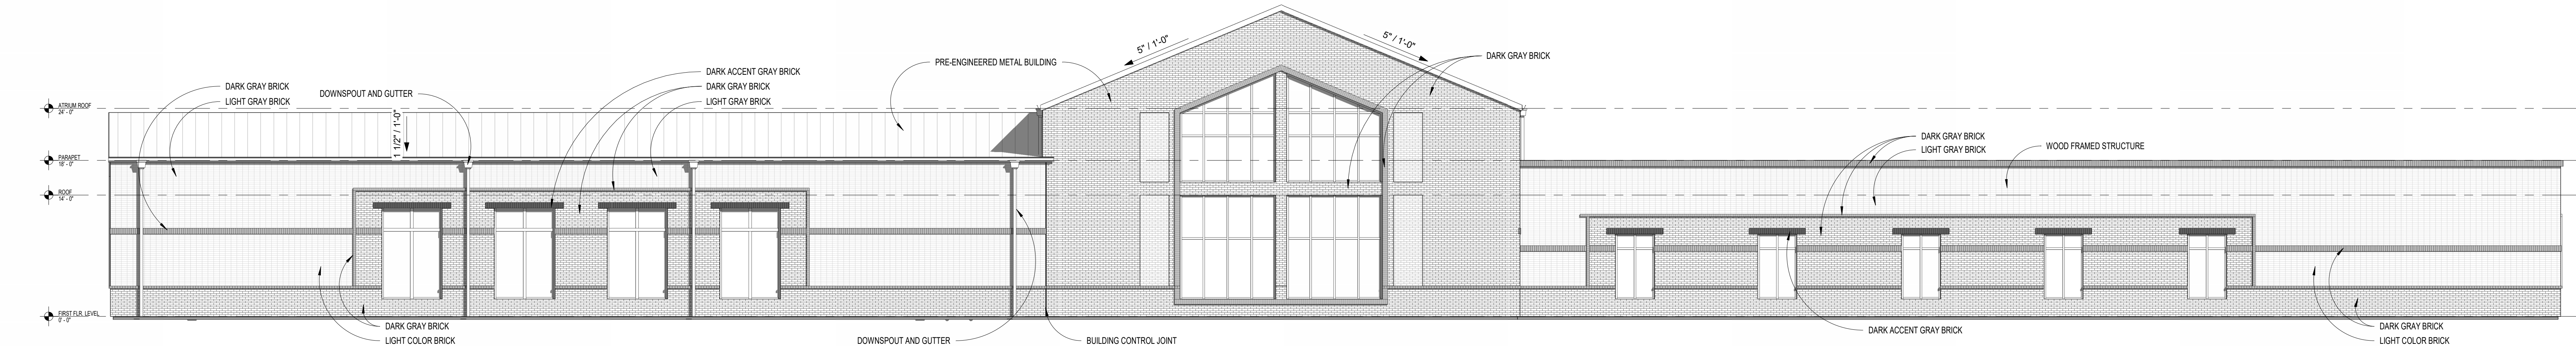 5" / 1'-0"
5" / 1'-0"
DARK GRAY BRICK
PRE-ENGINEERED METAL BUILDING
DARK ACCENT GRAY BRICK
DARK GRAY BRICK
LIGHT GRAY BRICK
DARK GRAY BRICK
LIGHT GRAY BRICK
DOWNSPOUT AND GUTTER
ATRIUM ROOF
24' - 0"
1 1/2" / 1'-0"
DARK GRAY BRICK
LIGHT GRAY BRICK
WOOD FRAMED STRUCTURE
PARAPET
18' - 0"
ROOF
14' - 0"
FIRST FLR. LEVEL
0' - 0"
DARK GRAY BRICK
LIGHT COLOR BRICK
DOWNSPOUT AND GUTTER
BUILDING CONTROL JOINT
DARK ACCENT GRAY BRICK
DARK GRAY BRICK
LIGHT COLOR BRICK